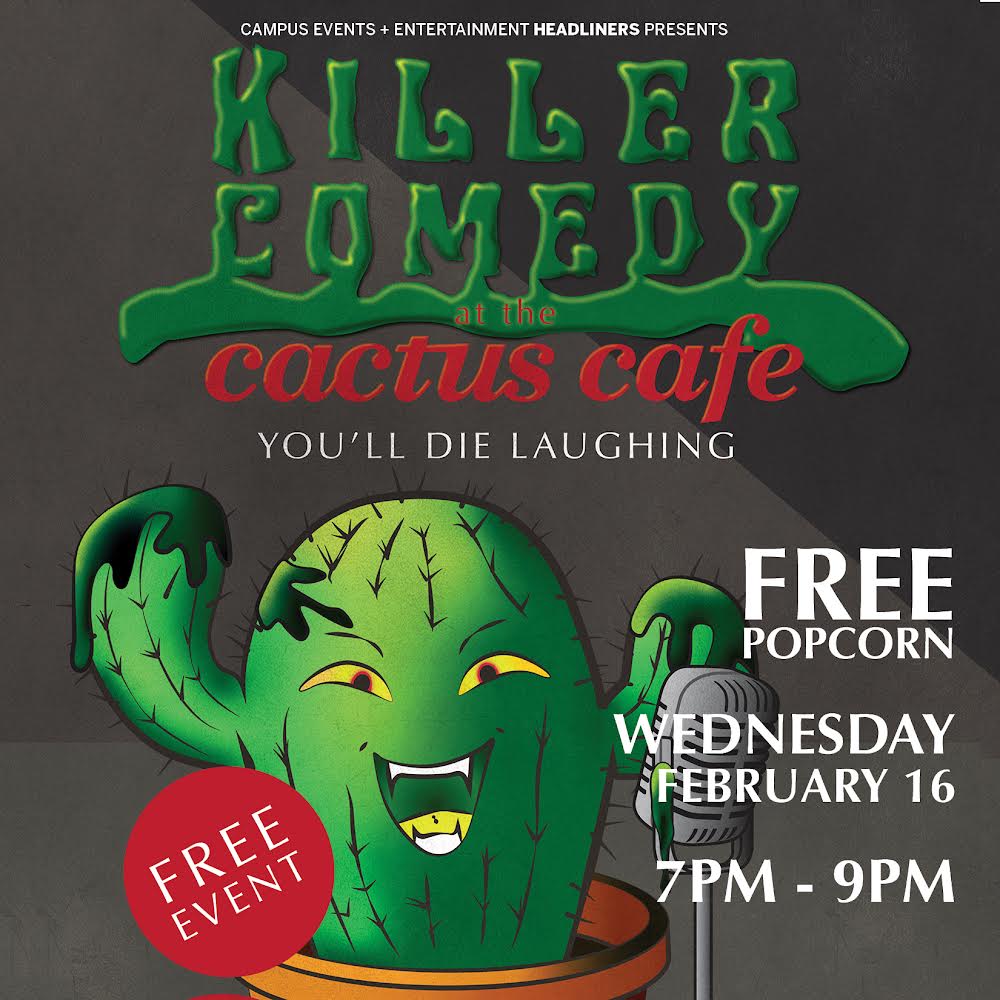 CAMPUS EVENTS + ENTERTAINMENT HEADLINERS PRESENTS
KILLER
COMEDY
at the
cactus cafe
YOU'LL DIE LAUGHING
FREE
POPCORN
WEDNESDAY
FEBRUARY 16
7PM - 9PM
FREE
EVENT